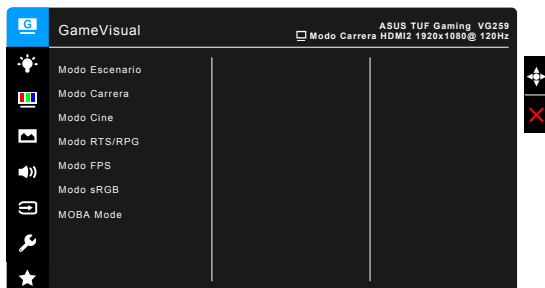 G
GameVisual
ASUS TUF Gaming VG259
Modo Carrera HDMI2 1920x1080@ 120Hz
Modo Escenario
Modo Carrera
Modo Cine
Modo RTS/RPG
Modo FPS
Modo sRGB
MOBA Mode